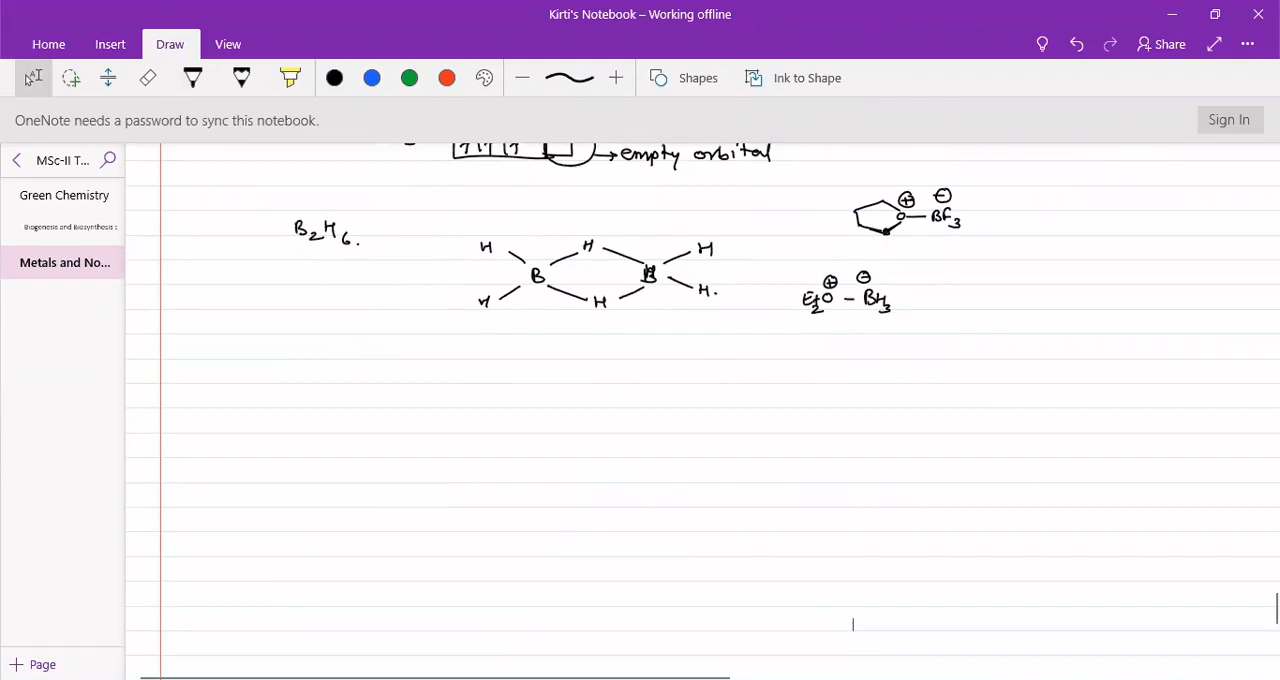 Kirti's Notebook – Working offline
Home Insert Draw View
Share
Shapes
Ink to Shape
OneNote needs a password to sync this notebook.
Sign In
MSc-II T...
Green Chemistry
Biogenesis and Biosynthesis
Metals and No...
Page
→empty orbital
B2H6.
H H H
B B
H H H.
⊕ ⊖
O–BF3
⊕ ⊖
Et2O – BH3